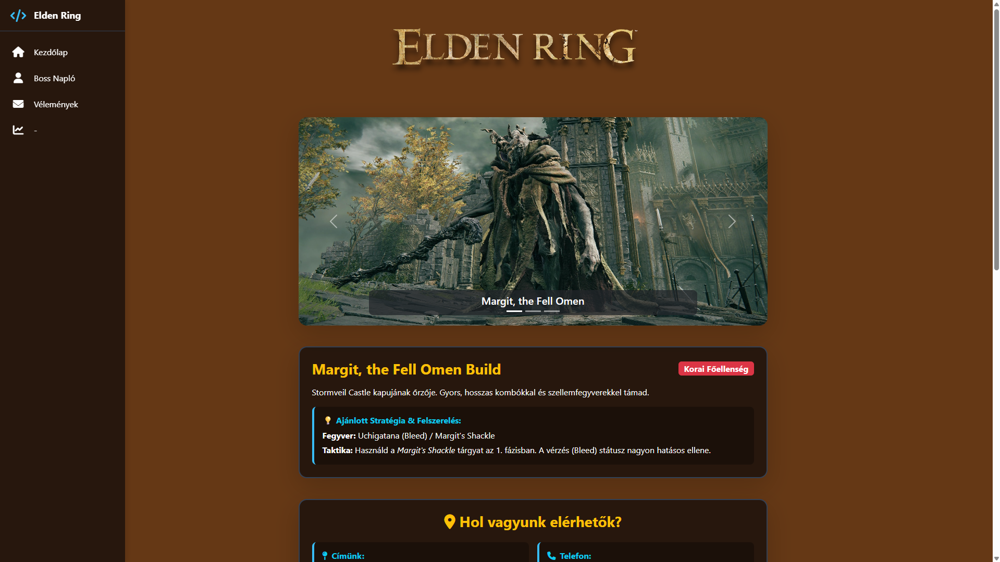 Elden Ring
Kezdőlap
Boss Napló
Vélemények
-
ELDEN RING
Margit, the Fell Omen
Margit, the Fell Omen Build
Korai Főellenség
Stormveil Castle kapujának őrzője. Gyors, hosszas kombókkal és szellemfegyverekkel támad.
Ajánlott Stratégia & Felszerelés:
Fegyver: Uchigatana (Bleed) / Margit's Shackle
Taktika: Használd a Margit's Shackle tárgyat az 1. fázisban. A vérzés (Bleed) státusz nagyon hatásos ellene.
Hol vagyunk elérhetők?
Címünk:
Telefon: